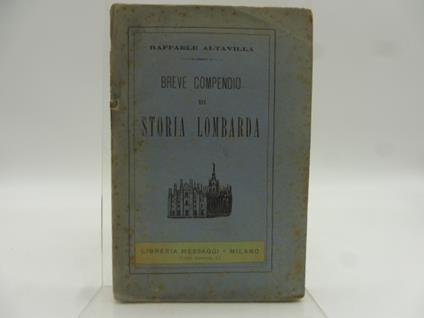 RAFFAELE ALTAVILLA
BREVE COMPENDIO
DI
STORIA LOMBARDA
LIBRERIA MESSAGGI - MILANO